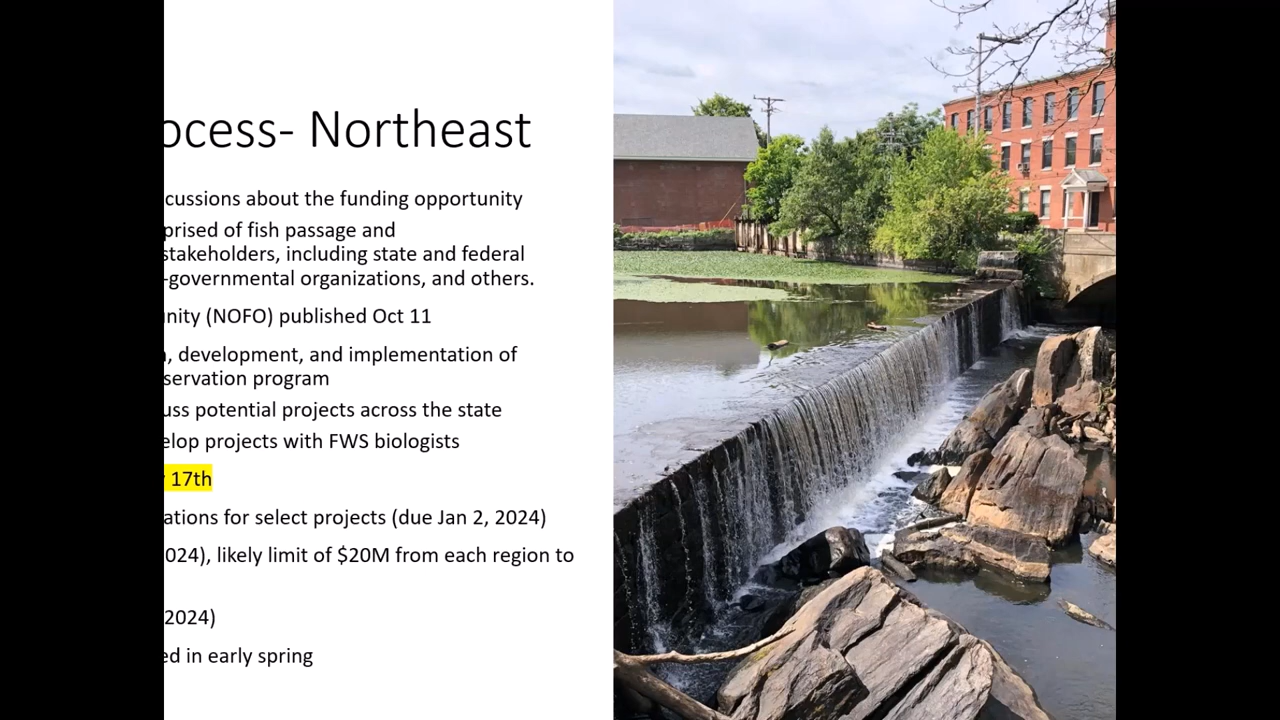 ocess- Northeast
cussions about the funding opportunity
prised of fish passage and
stakeholders, including state and federal
-governmental organizations, and others.
unity (NOFO) published Oct 11
, development, and implementation of
servation program
uss potential projects across the state
elop projects with FWS biologists
17th
ations for select projects (due Jan 2, 2024)
024), likely limit of $20M from each region to
2024)
ed in early spring